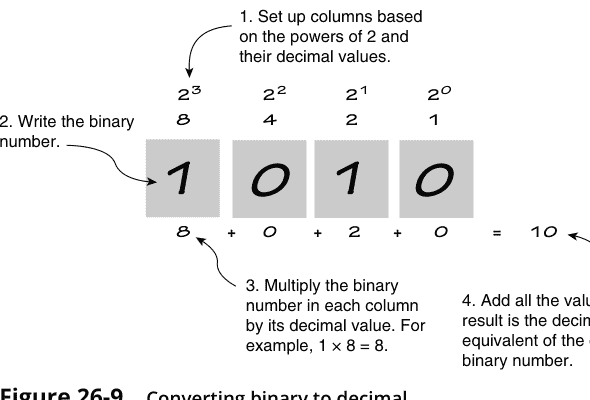 1. Set up columns based
on the powers of 2 and
their decimal values.
2³ 2² 2¹ 2⁰
8 4 2 1
2. Write the binary
number.
1 0 1 0
8 + 0 + 2 + 0 = 10
3. Multiply the binary
number in each column
by its decimal value. For
example, 1 × 8 = 8.
4. Add all the
result is the
equivalent of the
binary number.
Figure 26-9 Converting binary to decimal